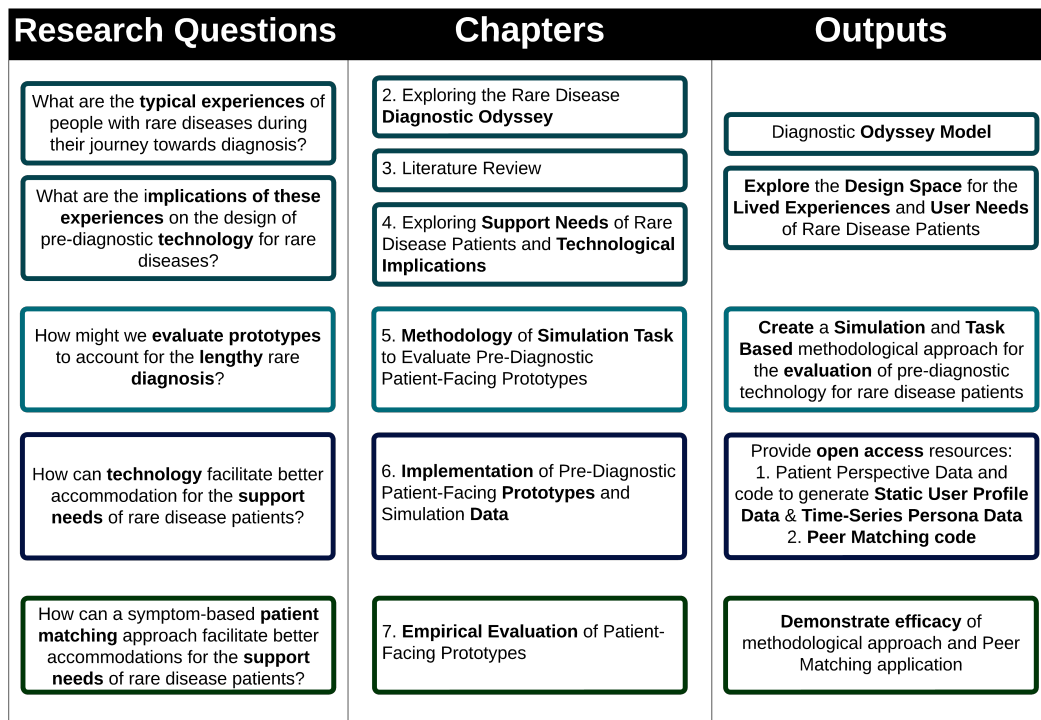 Research Questions
Chapters
Outputs
What are the typical experiences of
people with rare diseases during
their journey towards diagnosis?
What are the implications of these
experiences on the design of
pre-diagnostic technology for rare
diseases?
How might we evaluate prototypes
to account for the lengthy rare
diagnosis?
How can technology facilitate better
accommodation for the support
needs of rare disease patients?
How can a symptom-based patient
matching approach facilitate better
accommodations for the support
needs of rare disease patients?
2. Exploring the Rare Disease
Diagnostic Odyssey
3. Literature Review
4. Exploring Support Needs of Rare
Disease Patients and Technological
Implications
5. Methodology of Simulation Task
to Evaluate Pre-Diagnostic
Patient-Facing Prototypes
6. Implementation of Pre-Diagnostic
Patient-Facing Prototypes and
Simulation Data
7. Empirical Evaluation of Patient-
Facing Prototypes
Diagnostic Odyssey Model
Explore the Design Space for the
Lived Experiences and User Needs
of Rare Disease Patients
Create a Simulation and Task
Based methodological approach for
the evaluation of pre-diagnostic
technology for rare disease patients
Provide open access resources:
1. Patient Perspective Data and
code to generate Static User Profile
Data & Time-Series Persona Data
2. Peer Matching code
Demonstrate efficacy of
methodological approach and Peer
Matching application